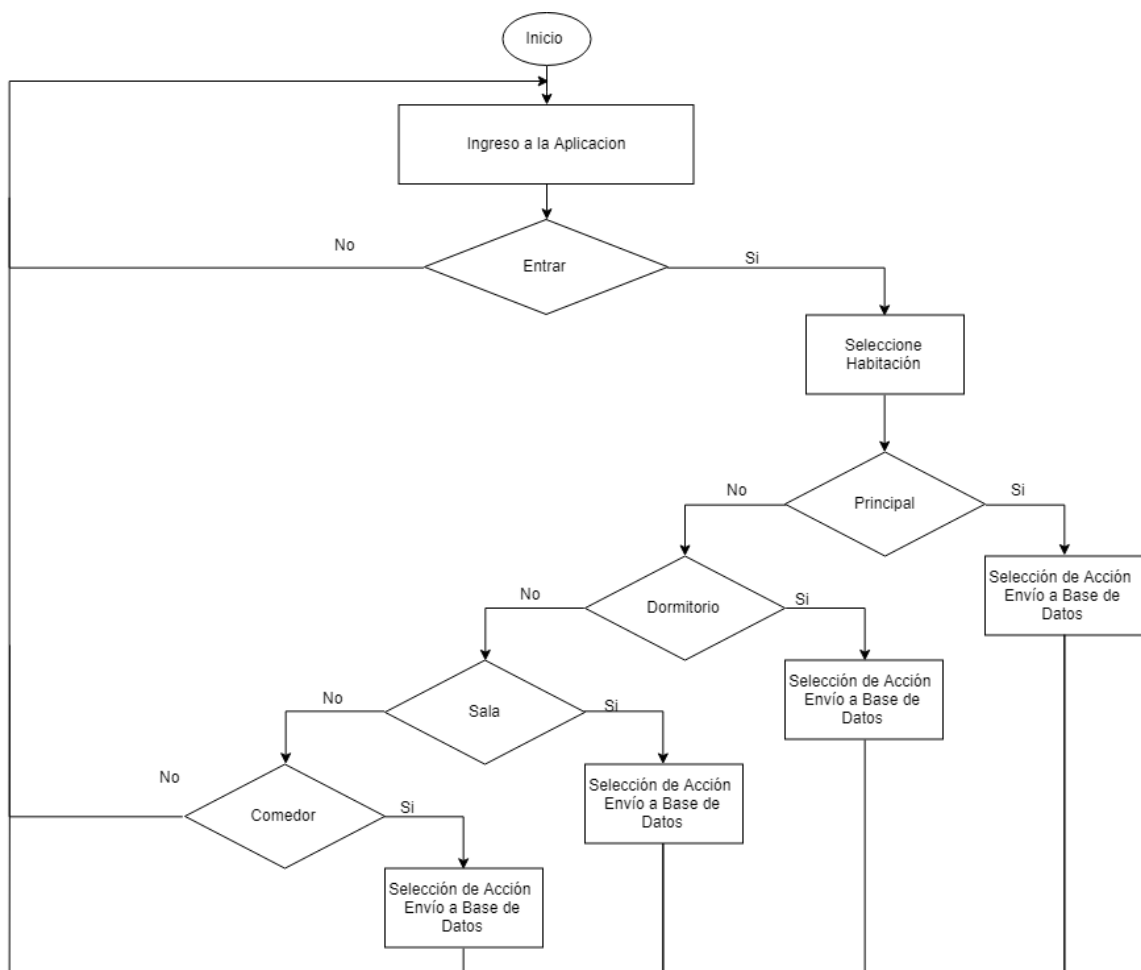 Inicio
Ingreso a la Aplicacion
No
Entrar
Si
Seleccione
Habitación
No
Principal
Si
Selección de Acción
Envío a Base de
Datos
No
Dormitorio
Si
Selección de Acción
Envío a Base de
Datos
No
Sala
Si
Selección de Acción
Envío a Base de
Datos
No
Comedor
Si
Selección de Acción
Envío a Base de
Datos